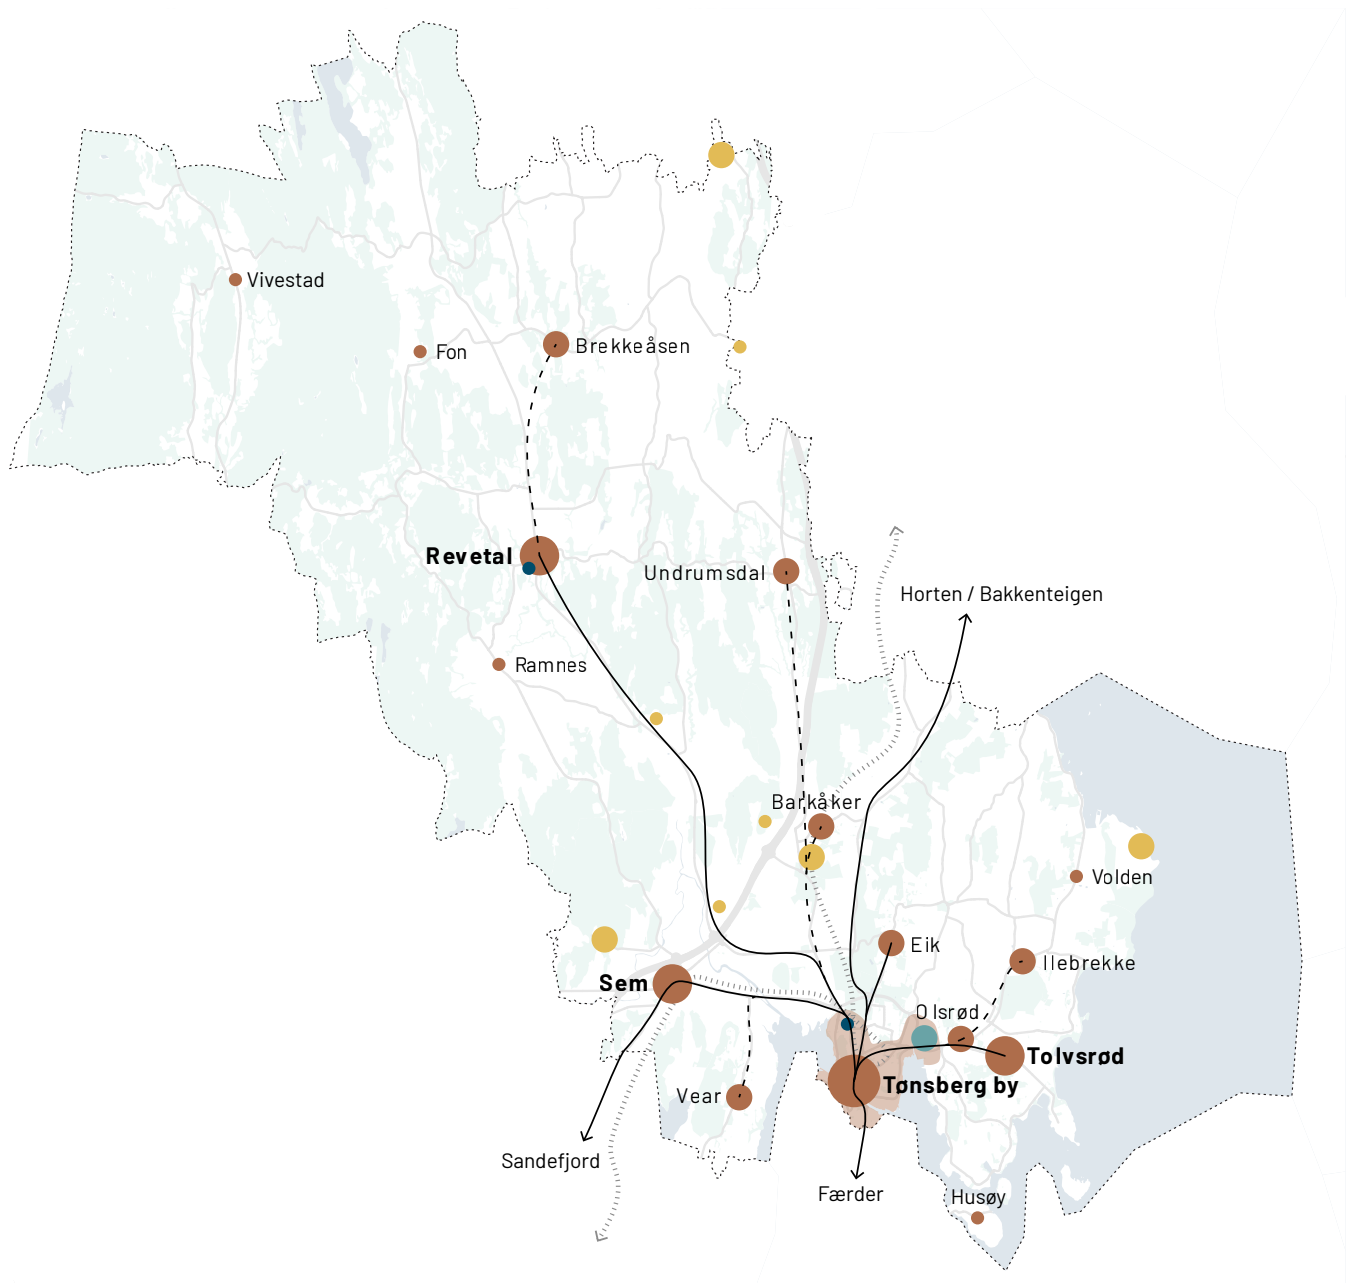 Vivestad
Fon
Brekkeåsen
Revetal
Undrumsdal
Horten / Bakkenteigen
Ramnes
Barkåker
Volden
Eik
Ilebrekke
Sem
Olsrød
Tolvsrød
Tønsberg by
Vear
Sandefjord
Færder
Husøy